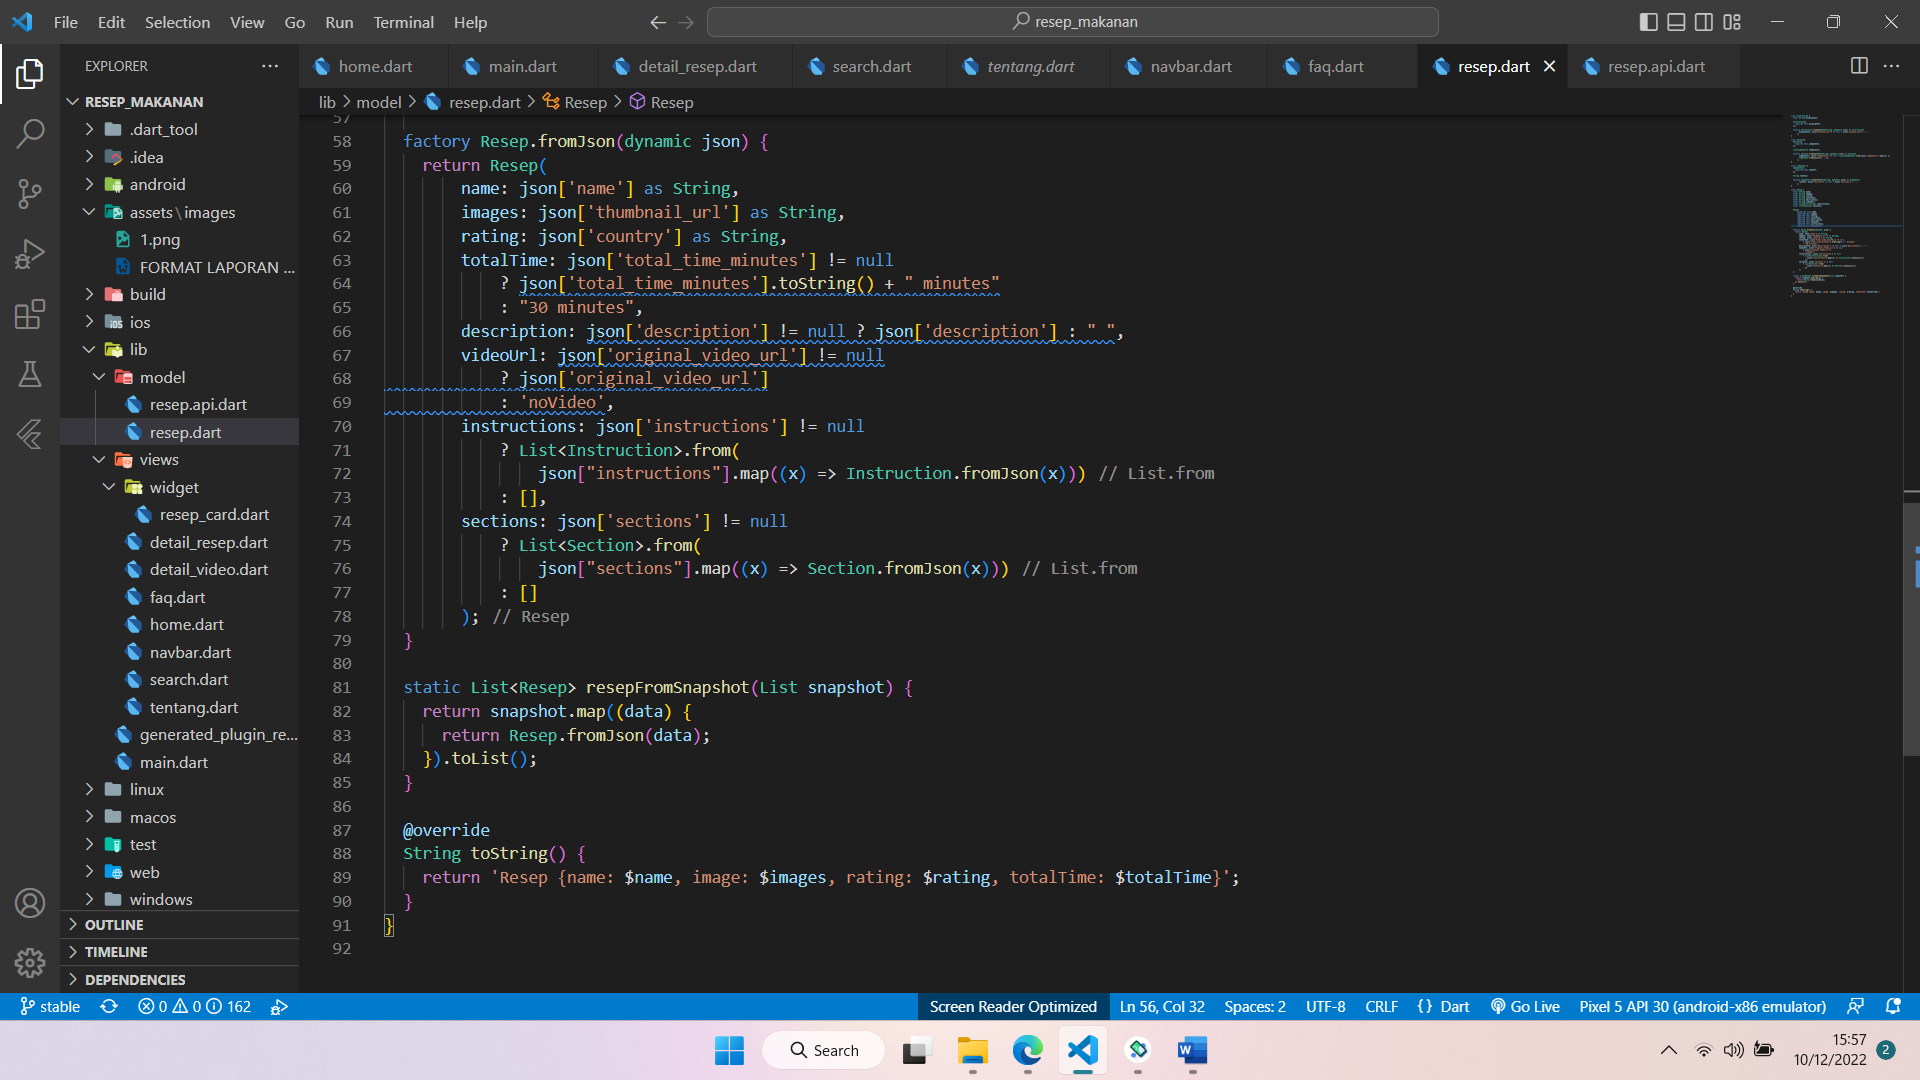 File Edit Selection View Go Run Terminal Help
resep_makanan
EXPLORER
home.dart
main.dart
detail_resep.dart
search.dart
tentang.dart
navbar.dart
faq.dart
resep.dart
resep.api.dart
lib > model > resep.dart > Resep > Resep
RESEP_MAKANAN
.dart_tool
.idea
android
assets \ images
1.png
FORMAT LAPORAN ...
build
ios
lib
model
resep.api.dart
resep.dart
views
widget
resep_card.dart
detail_resep.dart
detail_video.dart
faq.dart
home.dart
navbar.dart
search.dart
tentang.dart
generated_plugin_re...
main.dart
linux
macos
test
web
windows
OUTLINE
TIMELINE
DEPENDENCIES
57
58 factory Resep.fromJson(dynamic json) {
59 return Resep(
60 name: json['name'] as String,
61 images: json['thumbnail_url'] as String,
62 rating: json['country'] as String,
63 totalTime: json['total_time_minutes'] != null
64 ? json['total_time_minutes'].toString() + " minutes"
65 : "30 minutes",
66 description: json['description'] != null ? json['description'] : " ",
67 videoUrl: json['original_video_url'] != null
68 ? json['original_video_url']
69 : 'noVideo',
70 instructions: json['instructions'] != null
71 ? List<Instruction>.from(
72 json["instructions"].map((x) => Instruction.fromJson(x))) // List.from
73 : [],
74 sections: json['sections'] != null
75 ? List<Section>.from(
76 json["sections"].map((x) => Section.fromJson(x))) // List.from
77 : []
78 ); // Resep
79 }
80
81 static List<Resep> resepFromSnapshot(List snapshot) {
82 return snapshot.map((data) {
83 return Resep.fromJson(data);
84 }).toList();
85 }
86
87 @override
88 String toString() {
89 return 'Resep {name: $name, image: $images, rating: $rating, totalTime: $totalTime}';
90 }
91 }
92
stable 0 0 162
Screen Reader Optimized Ln 56, Col 32 Spaces: 2 UTF-8 CRLF {} Dart Go Live Pixel 5 API 30 (android-x86 emulator)
Search
15:57
10/12/2022
2